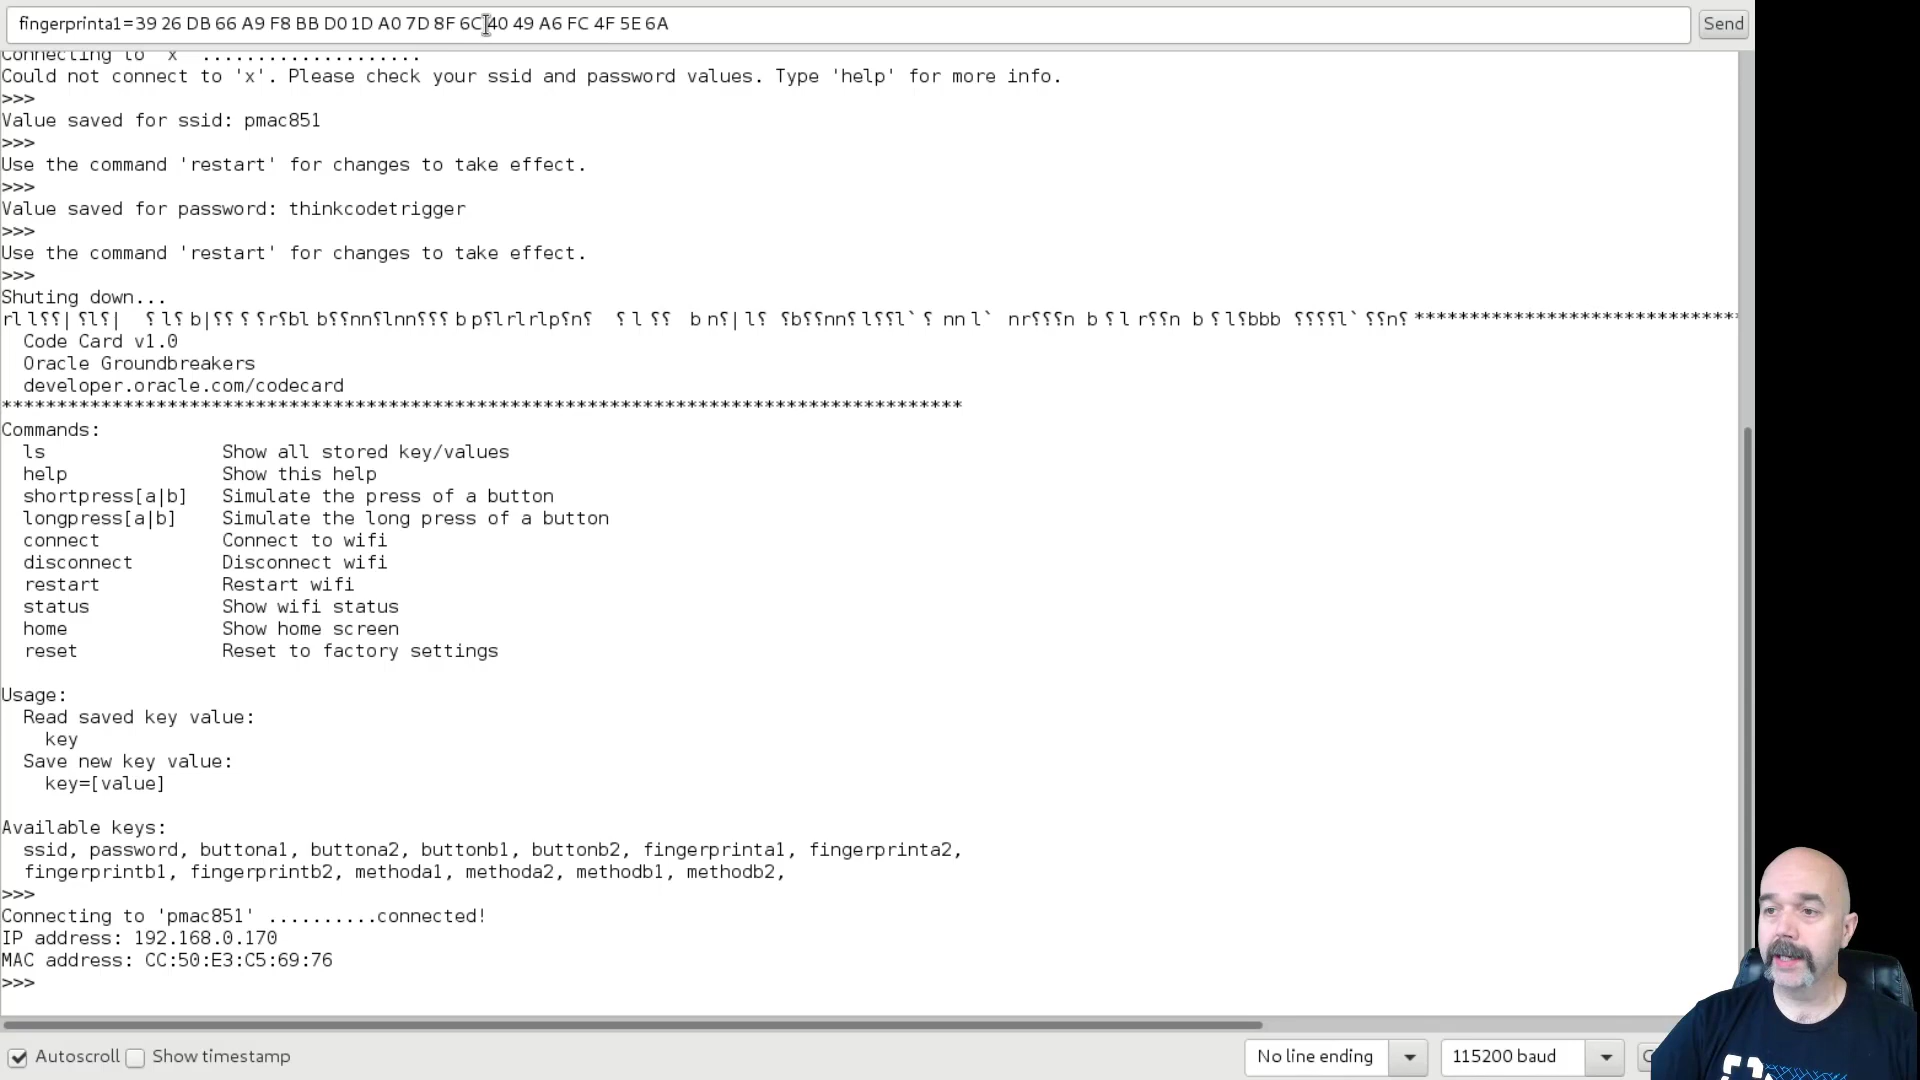 fingerprinta1=39 26 DB 66 A9 F8 BB D0 1D A0 7D 8F 6C 40 49 A6 FC 4F 5E 6A
Send
Connecting to 'x' ....................
Could not connect to 'x'. Please check your ssid and password values. Type 'help' for more info.
>>>
Value saved for ssid: pmac851
>>>
Use the command 'restart' for changes to take effect.
>>>
Value saved for password: thinkcodetrigger
>>>
Use the command 'restart' for changes to take effect.
>>>
Shuting down...
Code Card v1.0
Oracle Groundbreakers
developer.oracle.com/codecard
***************************************************************************************
Commands:
ls Show all stored key/values
help Show this help
shortpress[a|b] Simulate the press of a button
longpress[a|b] Simulate the long press of a button
connect Connect to wifi
disconnect Disconnect wifi
restart Restart wifi
status Show wifi status
home Show home screen
reset Reset to factory settings
Usage:
Read saved key value:
key
Save new key value:
key=[value]
Available keys:
ssid, password, buttona1, buttona2, buttonb1, buttonb2, fingerprinta1, fingerprinta2,
fingerprintb1, fingerprintb2, methoda1, methoda2, methodb1, methodb2,
>>>
Connecting to 'pmac851' ..........connected!
IP address: 192.168.0.170
MAC address: CC:50:E3:C5:69:76
>>>
Autoscroll Show timestamp No line ending 115200 baud